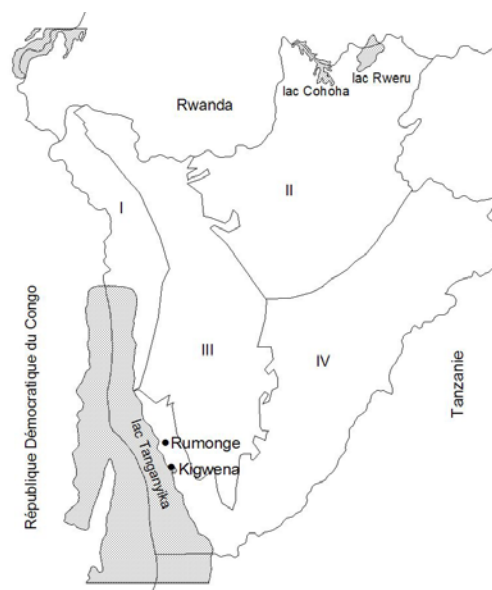 lac Cohoha
lac Rweru
Rwanda
II
I
III
IV
République Démocratique du Congo
Tanzanie
lac Tanganyika
Rumonge
Kigwena